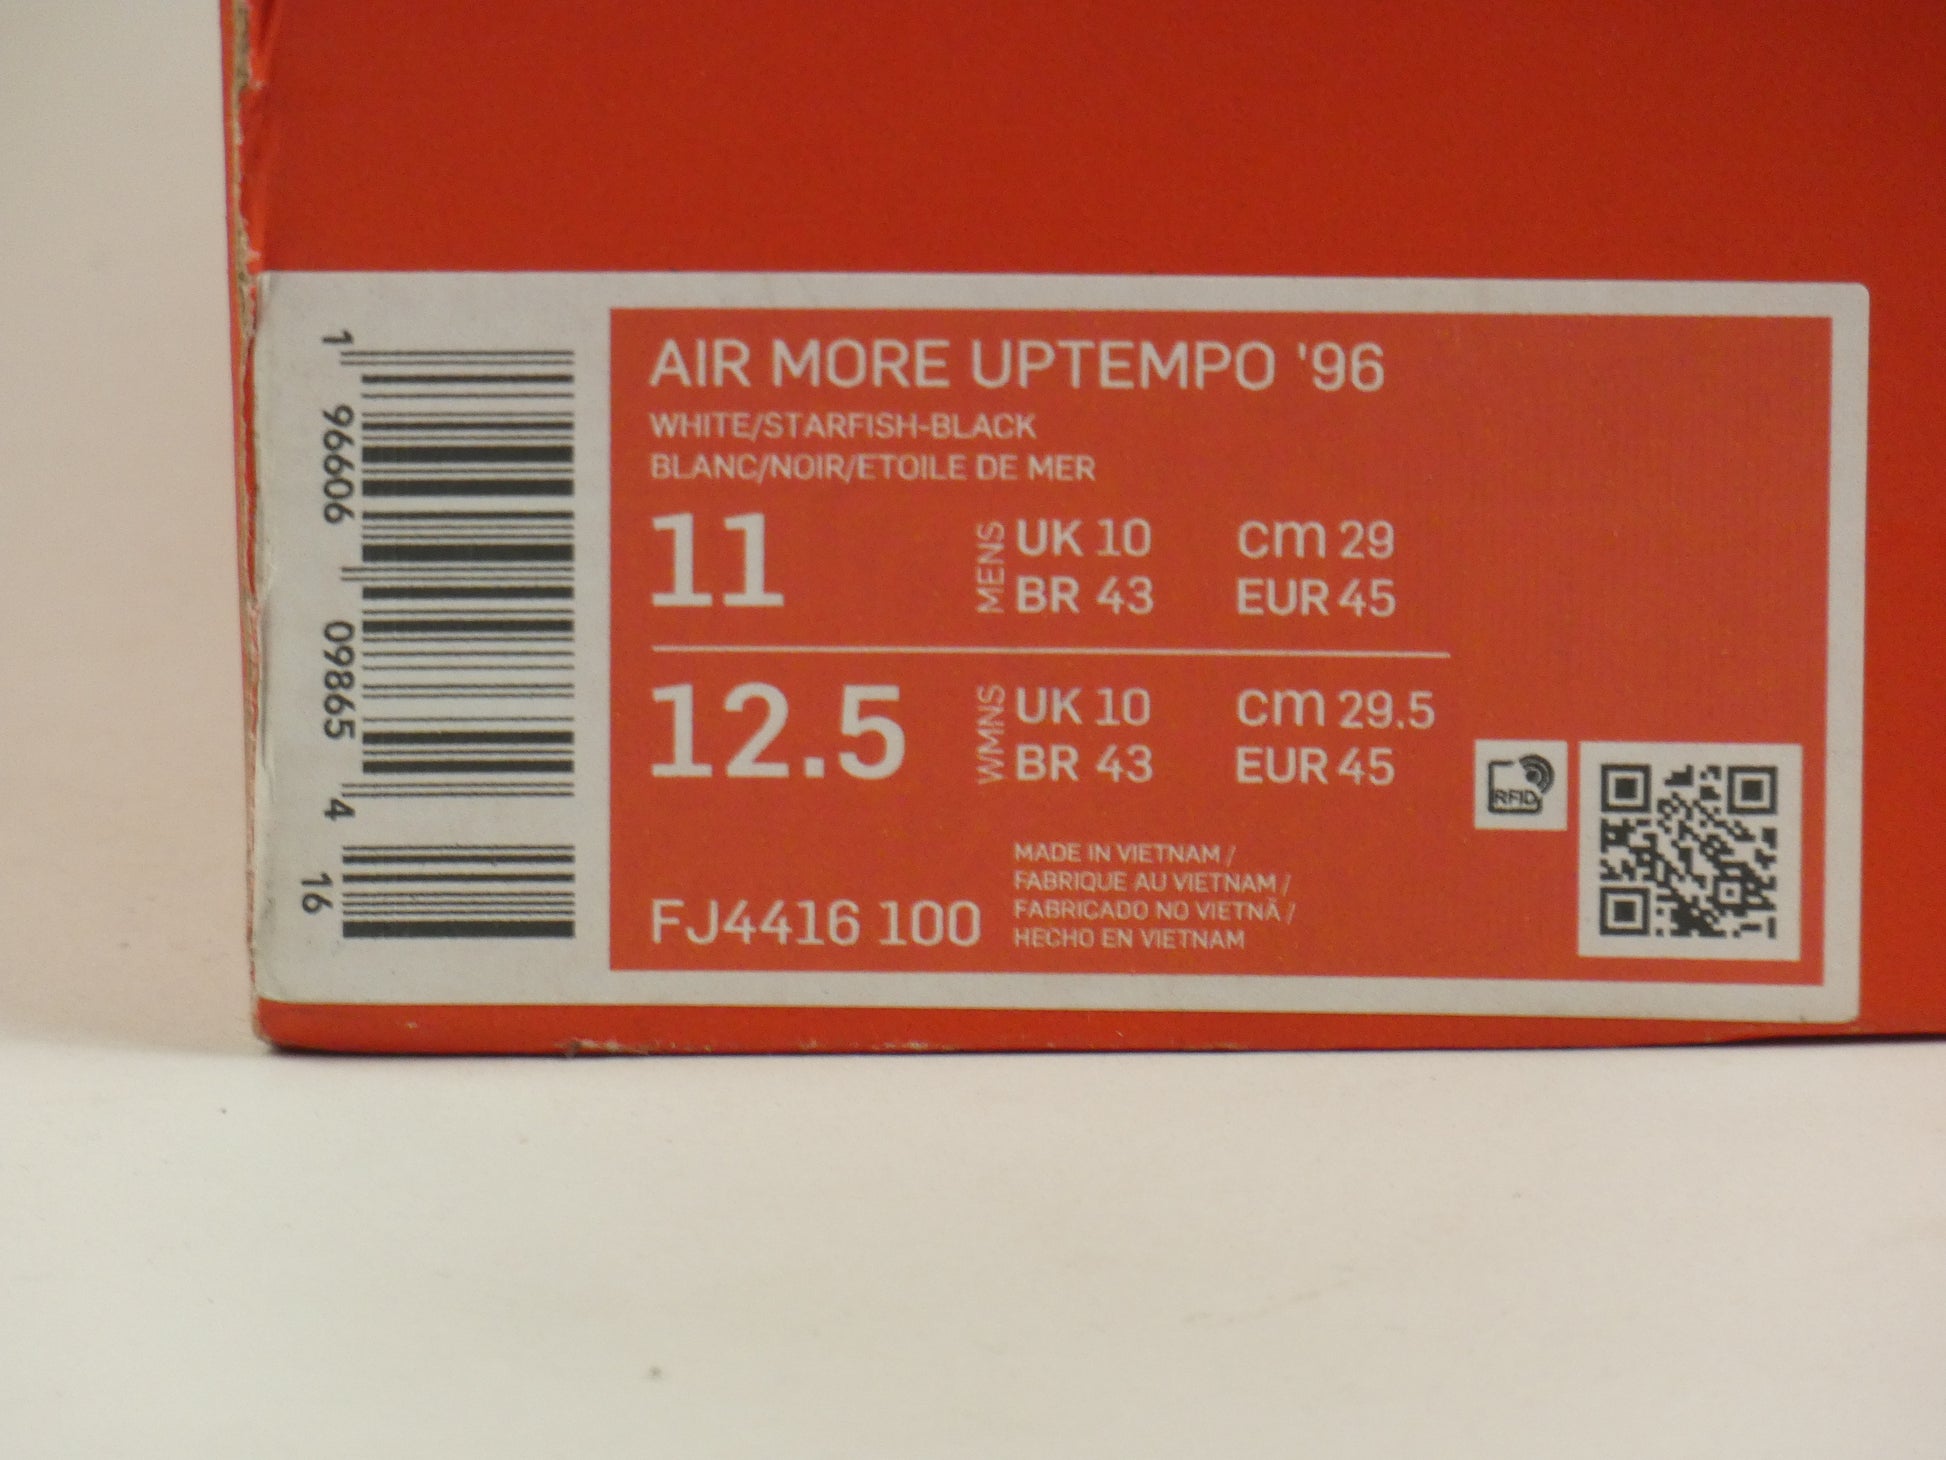 AIR MORE UPTEMPO '96
WHITE/STARFISH-BLACK
BLANC/NOIR/ETOILE DE MER
11 MENS UK 10 cm 29
BR 43 EUR 45
12.5 WMNS UK 10 cm 29.5
BR 43 EUR 45
RFID
MADE IN VIETNAM /
FABRIQUE AU VIETNAM /
FABRICADO NO VIETNÃ /
HECHO EN VIETNAM
FJ4416 100
1 96606 09865 4 16